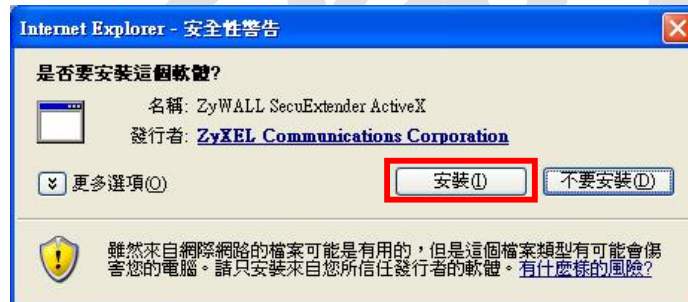 Internet Explorer - 安全性警告
是否要安裝這個軟體?
名稱: ZyWALL SecuExtender ActiveX
發行者: ZyXEL Communications Corporation
更多選項(O)
安裝(I)
不要安裝(D)
雖然來自網際網路的檔案可能是有用的，但是這個檔案類型有可能會傷
害您的電腦。請只安裝來自您所信任發行者的軟體。有什麼樣的風險?